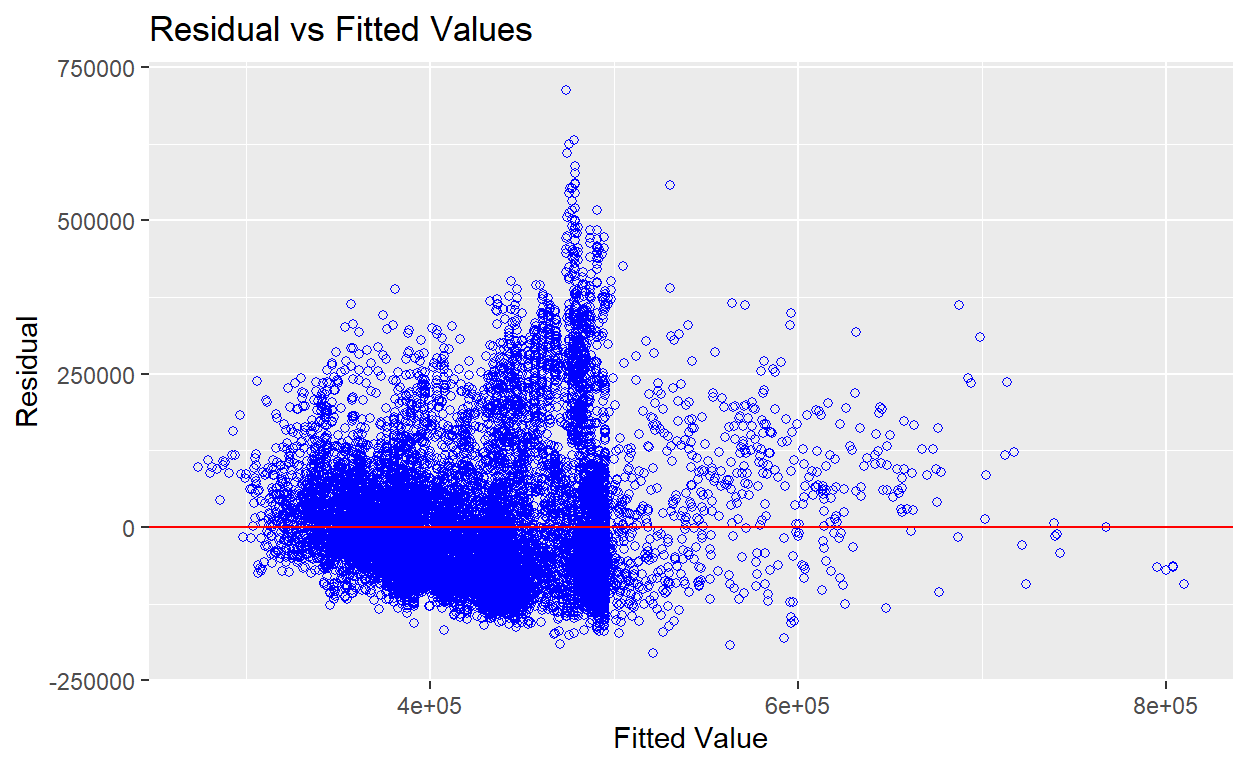 Residual vs Fitted Values
750000
500000
250000
0
-250000
Residual
4e+05
6e+05
8e+05
Fitted Value